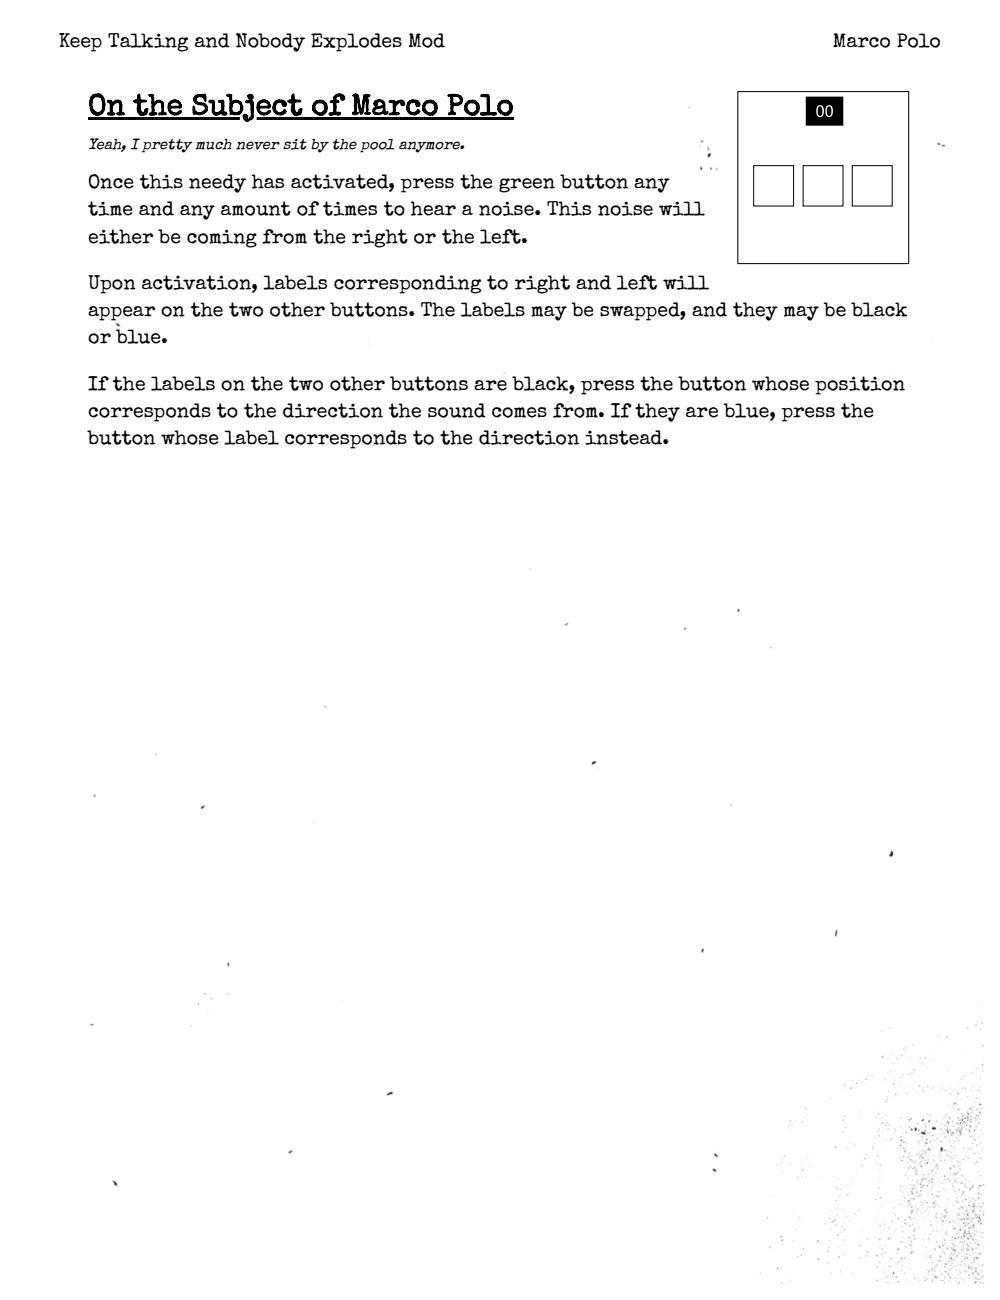 Keep Talking and Nobody Explodes Mod
Marco Polo
On the Subject of Marco Polo
Yeah, I pretty much never sit by the pool anymore.
00
Once this needy has activated, press the green button any
time and any amount of times to hear a noise. This noise will
either be coming from the right or the left.
Upon activation, labels corresponding to right and left will
appear on the two other buttons. The labels may be swapped, and they may be black
or blue.
If the labels on the two other buttons are black, press the button whose position
corresponds to the direction the sound comes from. If they are blue, press the
button whose label corresponds to the direction instead.